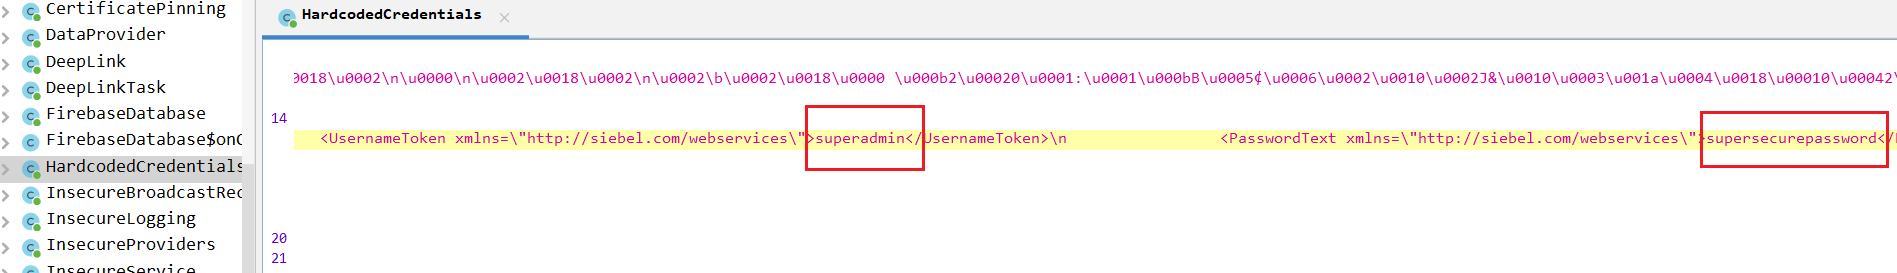 CertificatePinning
DataProvider
DeepLink
DeepLinkTask
FirebaseDatabase
FirebaseDatabase$onC
HardcodedCredentials
InsecureBroadcastRec
InsecureLogging
InsecureProviders
InsecureService
HardcodedCredentials
0018\u0002\n\u0000\n\u0002\u0018\u0002\n\u0002\b\u0002\u0018\u0000 \u000b2\u00020\u0001:\u0001\u000bB\u0005¢\u0006\u0002\u0010\u0002J&\u0010\u0003\u001a\u0004\u0018\u00010\u00042\
14
<UsernameToken xmlns=\"http://siebel.com/webservices\">superadmin</UsernameToken>\n <PasswordText xmlns=\"http://siebel.com/webservices\">supersecurepassword</
20
21